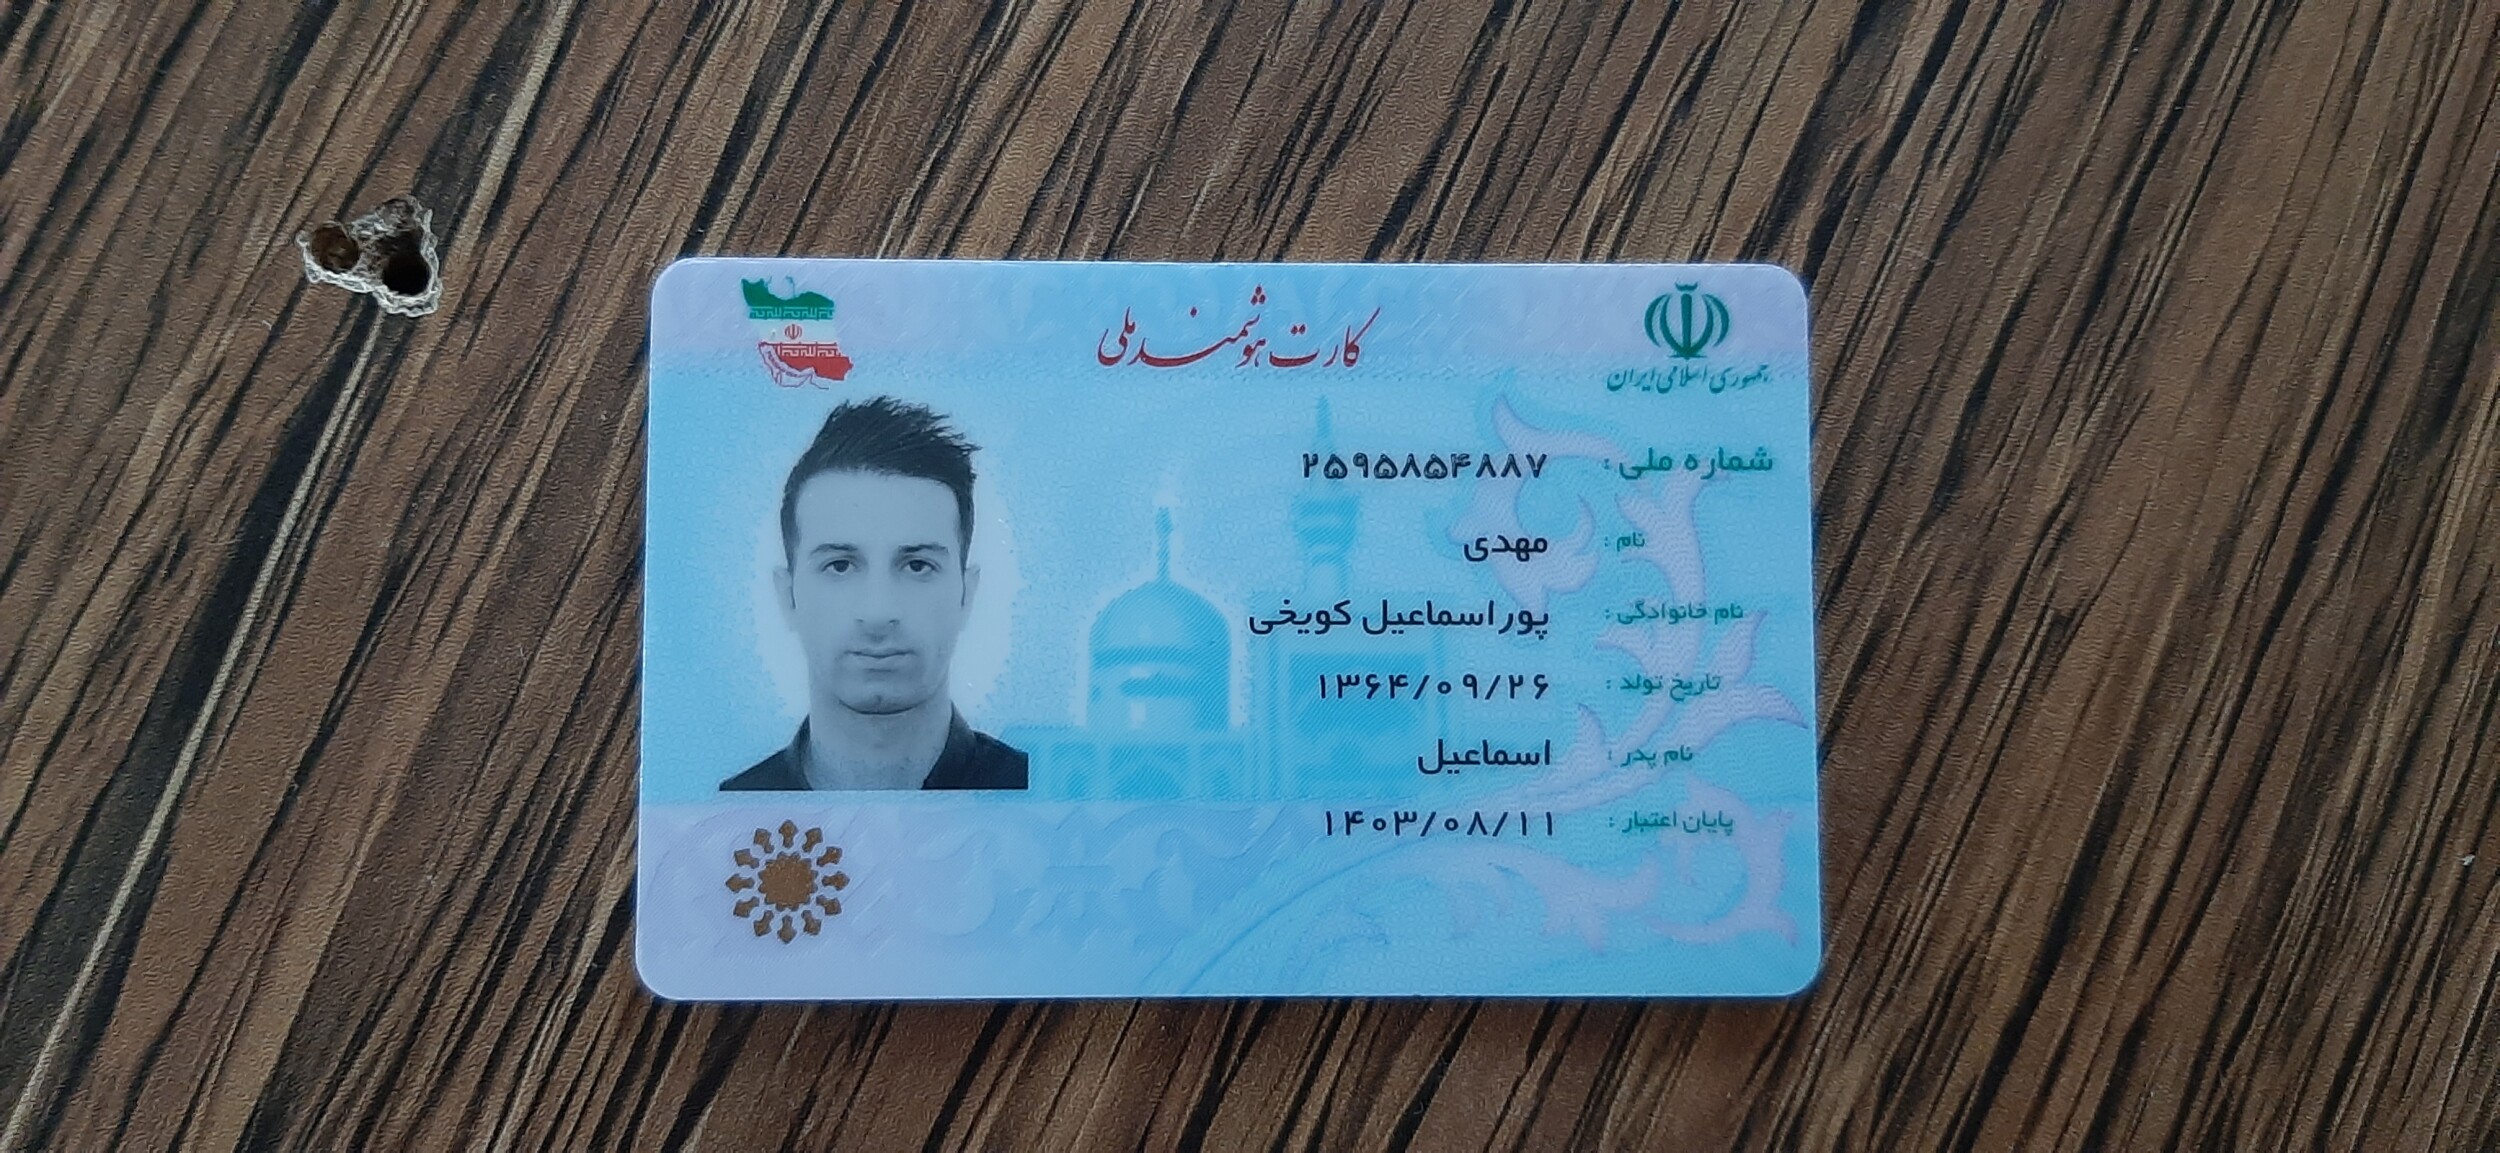 جمهوری اسلامی ایران
کارت هوشمند ملی
شماره ملی : ۲۵۹۵۸۵۴۸۸۷
نام : مهدی
نام خانوادگی : پوراسماعیل کویخی
تاریخ تولد : ۱۳۶۴/۰۹/۲۶
نام پدر : اسماعیل
پایان اعتبار : ۱۴۰۳/۰۸/۱۱